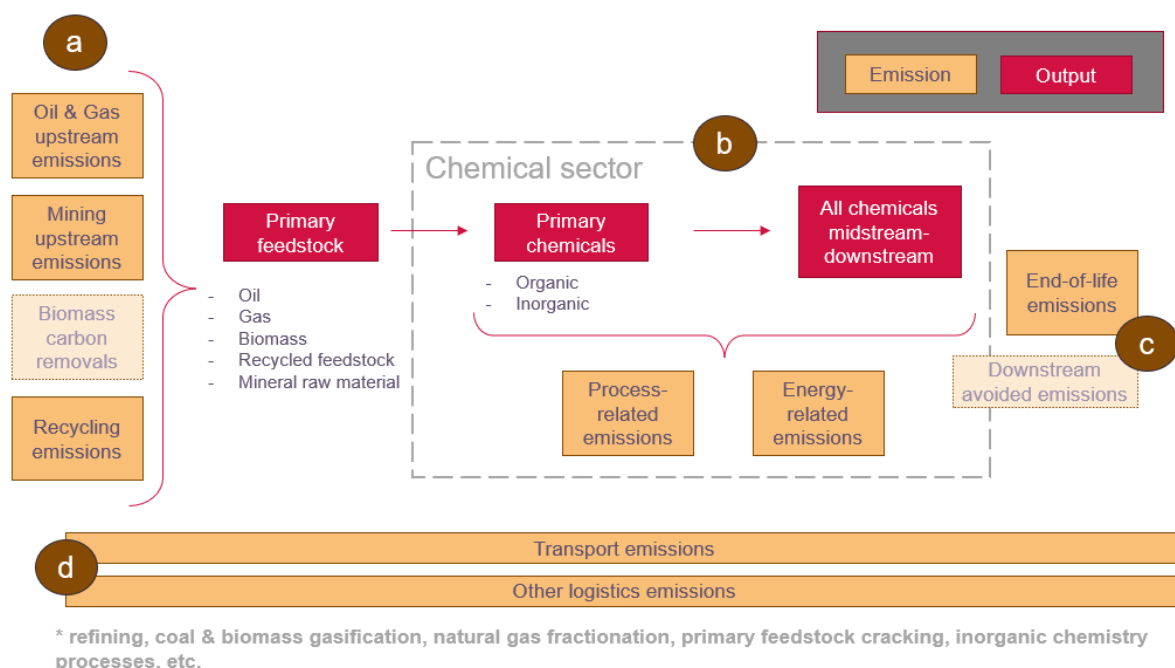 a
Oil & Gas
upstream
emissions
Mining
upstream
emissions
Biomass
carbon
removals
Recycling
emissions
Primary
feedstock
- Oil
- Gas
- Biomass
- Recycled feedstock
- Mineral raw material
Emission
Output
b
Chemical sector
Primary
chemicals
- Organic
- Inorganic
All chemicals
midstream-
downstream
Process-
related
emissions
Energy-
related
emissions
End-of-life
emissions
c
Downstream
avoided emissions
d
Transport emissions
Other logistics emissions
* refining, coal & biomass gasification, natural gas fractionation, primary feedstock cracking, inorganic chemistry
processes, etc.